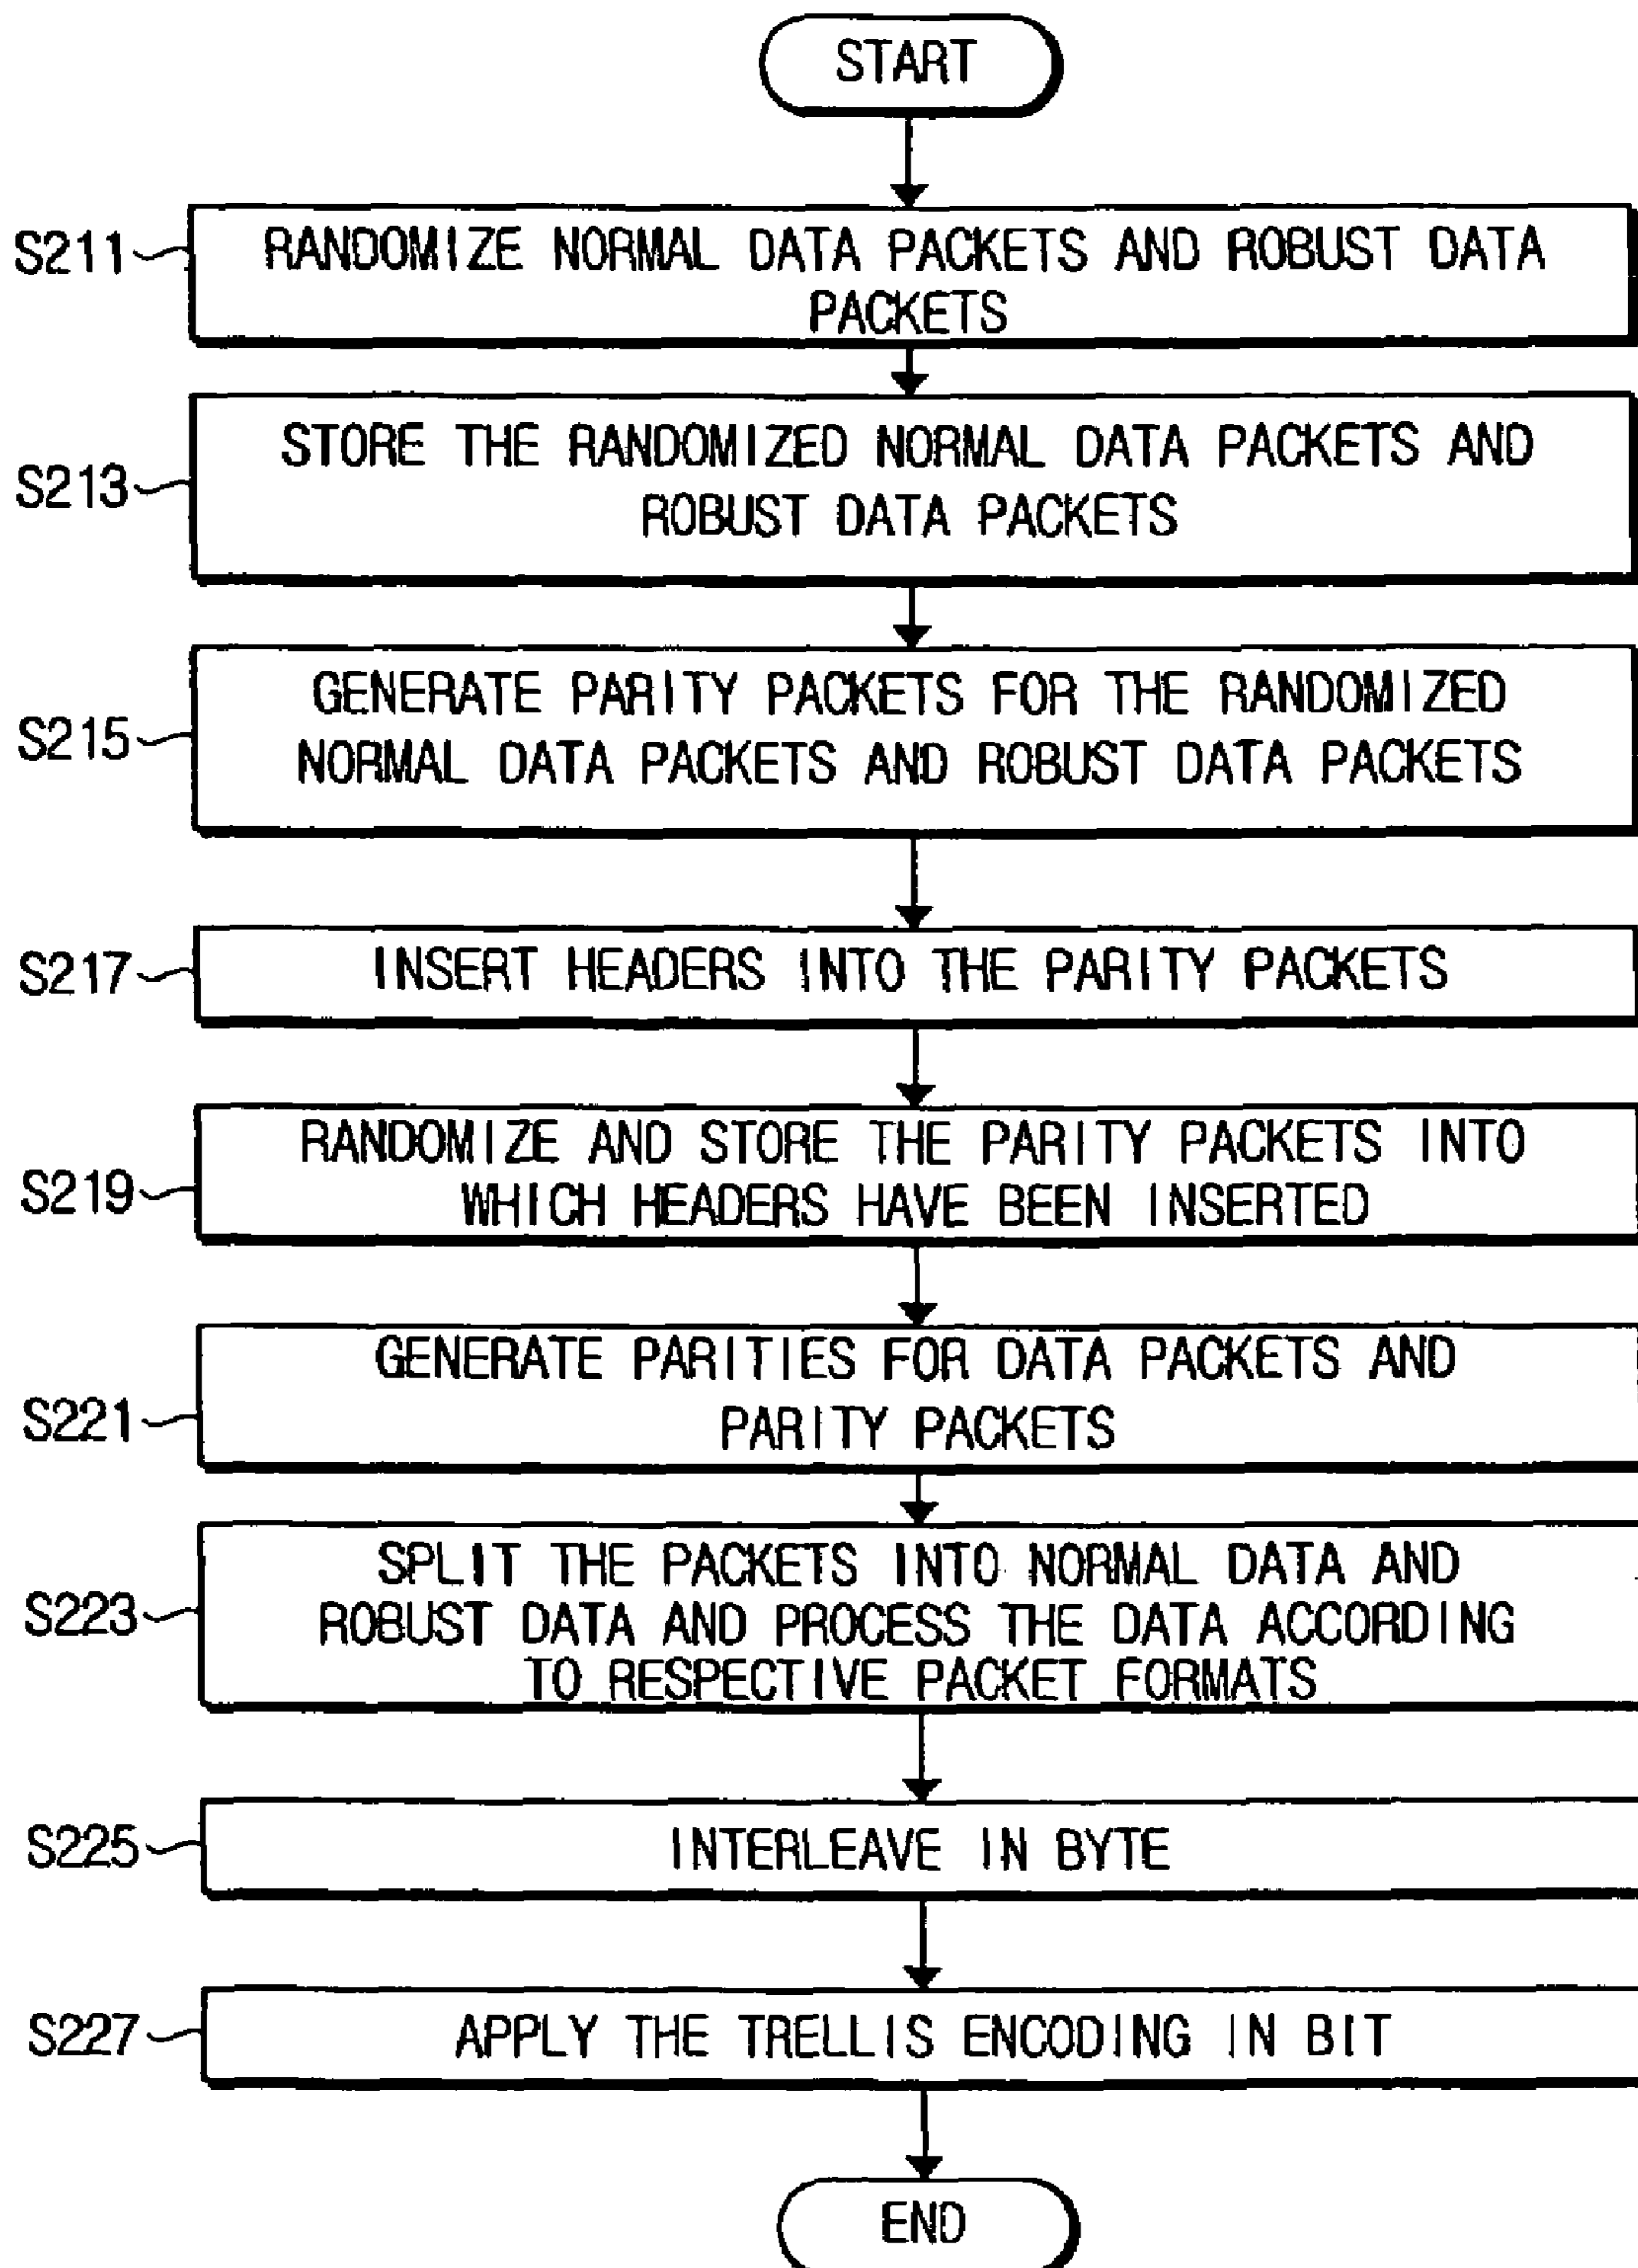 START
S211
RANDOMIZE NORMAL DATA PACKETS AND ROBUST DATA
PACKETS
S213
STORE THE RANDOMIZED NORMAL DATA PACKETS AND
ROBUST DATA PACKETS
S215
GENERATE PARITY PACKETS FOR THE RANDOMIZED
NORMAL DATA PACKETS AND ROBUST DATA PACKETS
S217
INSERT HEADERS INTO THE PARITY PACKETS
S219
RANDOMIZE AND STORE THE PARITY PACKETS INTO
WHICH HEADERS HAVE BEEN INSERTED
S221
GENERATE PARITIES FOR DATA PACKETS AND
PARITY PACKETS
S223
SPLIT THE PACKETS INTO NORMAL DATA AND
ROBUST DATA AND PROCESS THE DATA ACCORDING
TO RESPECTIVE PACKET FORMATS
S225
INTERLEAVE IN BYTE
S227
APPLY THE TRELLIS ENCODING IN BIT
END